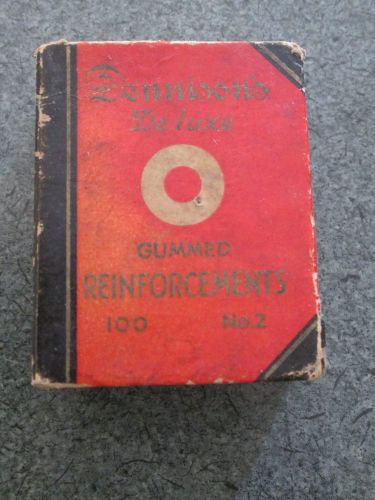 Dennison's
De Luxe
GUMMED
REINFORCEMENTS
100 No.2